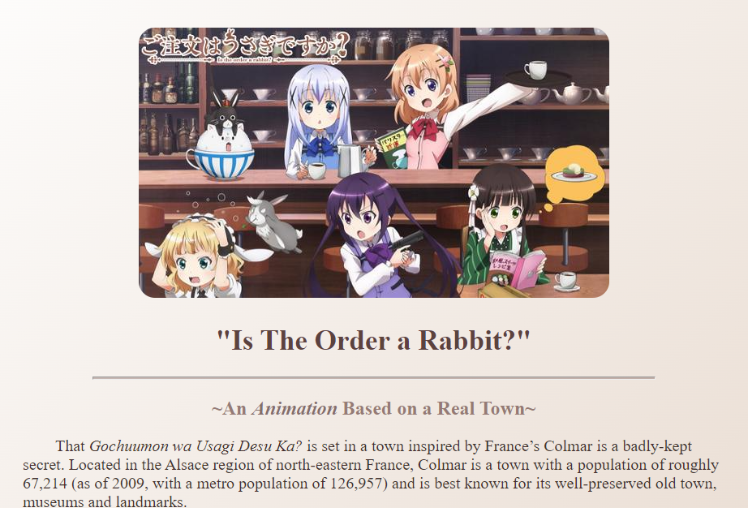 ご注文はうさぎですか?
Is the order a rabbit?
"Is The Order a Rabbit?"
~An Animation Based on a Real Town~
That Gochuumon wa Usagi Desu Ka? is set in a town inspired by France’s Colmar is a badly-kept
secret. Located in the Alsace region of north-eastern France, Colmar is a town with a population of roughly
67,214 (as of 2009, with a metro population of 126,957) and is best known for its well-preserved old town,
museums and landmarks.